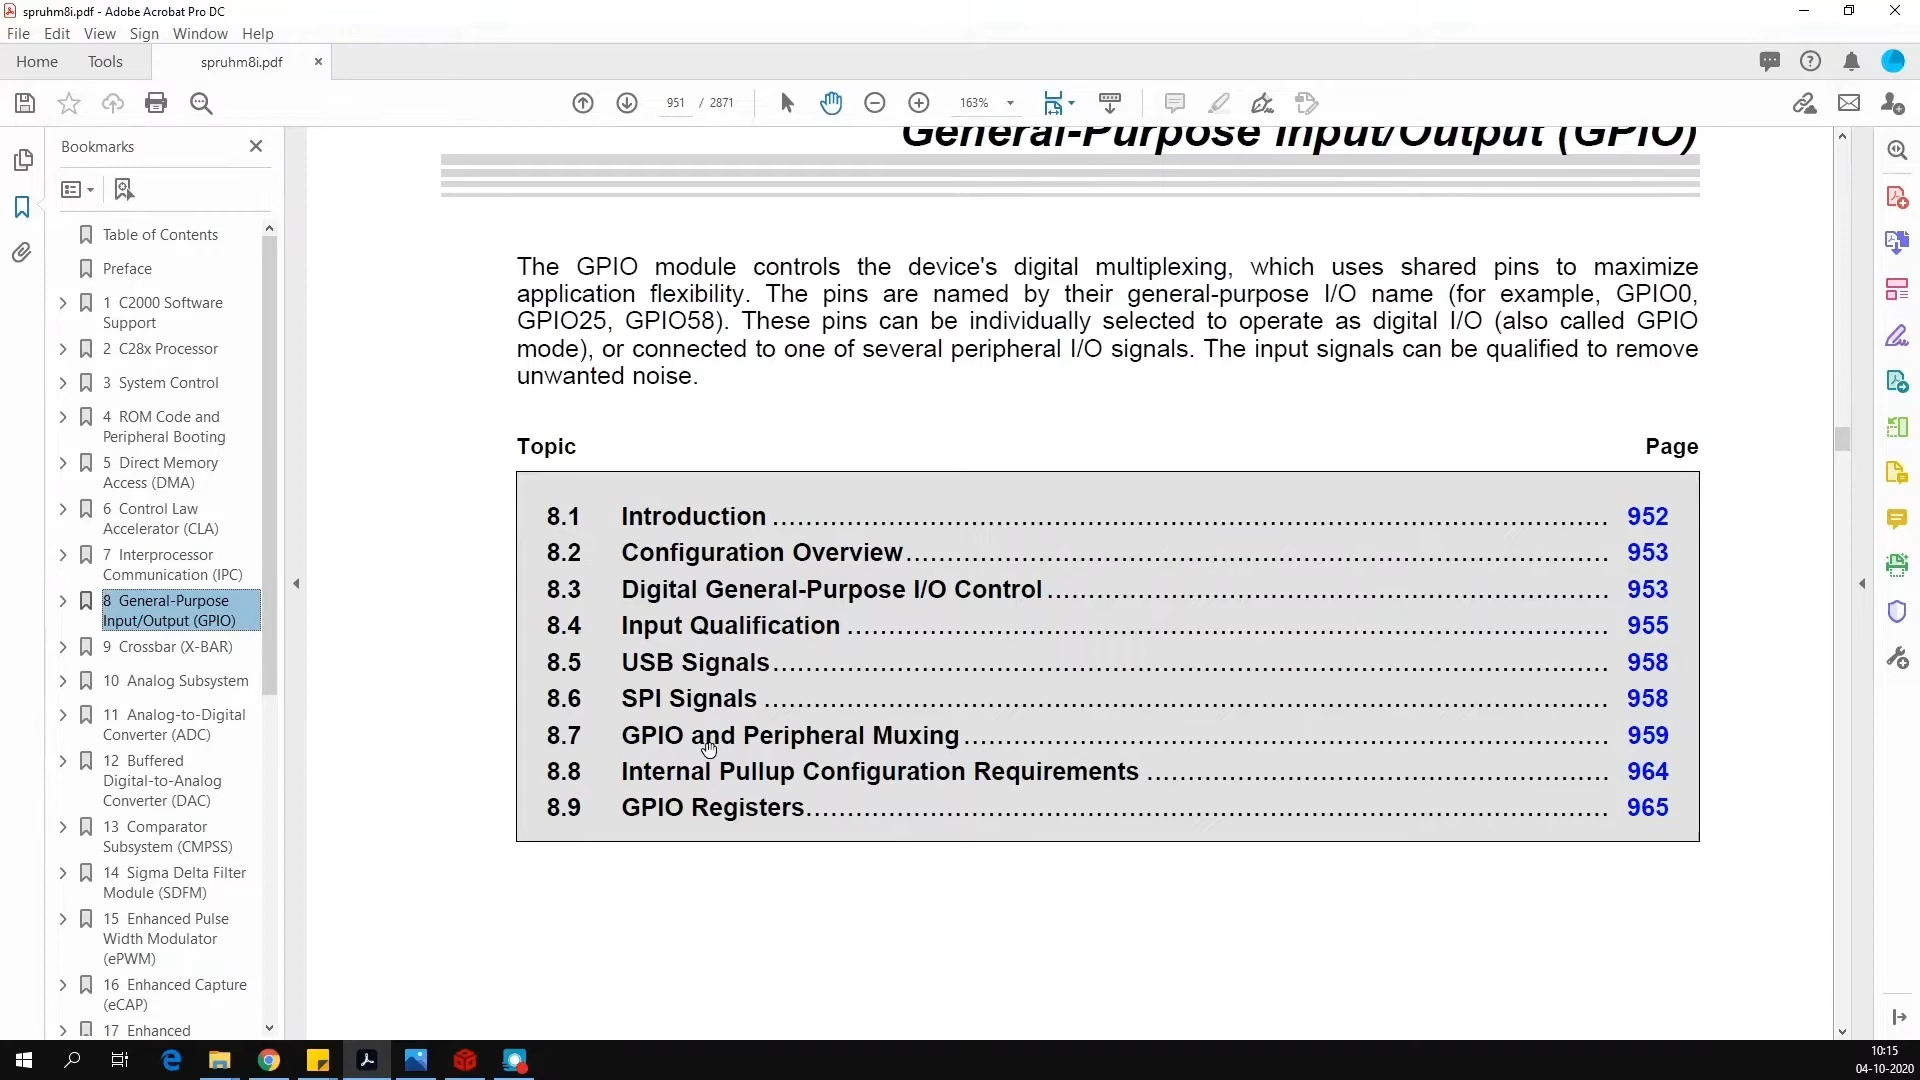 spruhm8i.pdf - Adobe Acrobat Pro DC
File Edit View Sign Window Help
Home Tools spruhm8i.pdf
951 / 2871 163%
Bookmarks
Table of Contents
Preface
1 C2000 Software
Support
2 C28x Processor
3 System Control
4 ROM Code and
Peripheral Booting
5 Direct Memory
Access (DMA)
6 Control Law
Accelerator (CLA)
7 Interprocessor
Communication (IPC)
8 General-Purpose
Input/Output (GPIO)
9 Crossbar (X-BAR)
10 Analog Subsystem
11 Analog-to-Digital
Converter (ADC)
12 Buffered
Digital-to-Analog
Converter (DAC)
13 Comparator
Subsystem (CMPSS)
14 Sigma Delta Filter
Module (SDFM)
15 Enhanced Pulse
Width Modulator
(ePWM)
16 Enhanced Capture
(eCAP)
17 Enhanced
General-Purpose Input/Output (GPIO)
The GPIO module controls the device's digital multiplexing, which uses shared pins to maximize
application flexibility. The pins are named by their general-purpose I/O name (for example, GPIO0,
GPIO25, GPIO58). These pins can be individually selected to operate as digital I/O (also called GPIO
mode), or connected to one of several peripheral I/O signals. The input signals can be qualified to remove
unwanted noise.
Topic Page
8.1 Introduction 952
8.2 Configuration Overview 953
8.3 Digital General-Purpose I/O Control 953
8.4 Input Qualification 955
8.5 USB Signals 958
8.6 SPI Signals 958
8.7 GPIO and Peripheral Muxing 959
8.8 Internal Pullup Configuration Requirements 964
8.9 GPIO Registers 965
10:15
04-10-2020